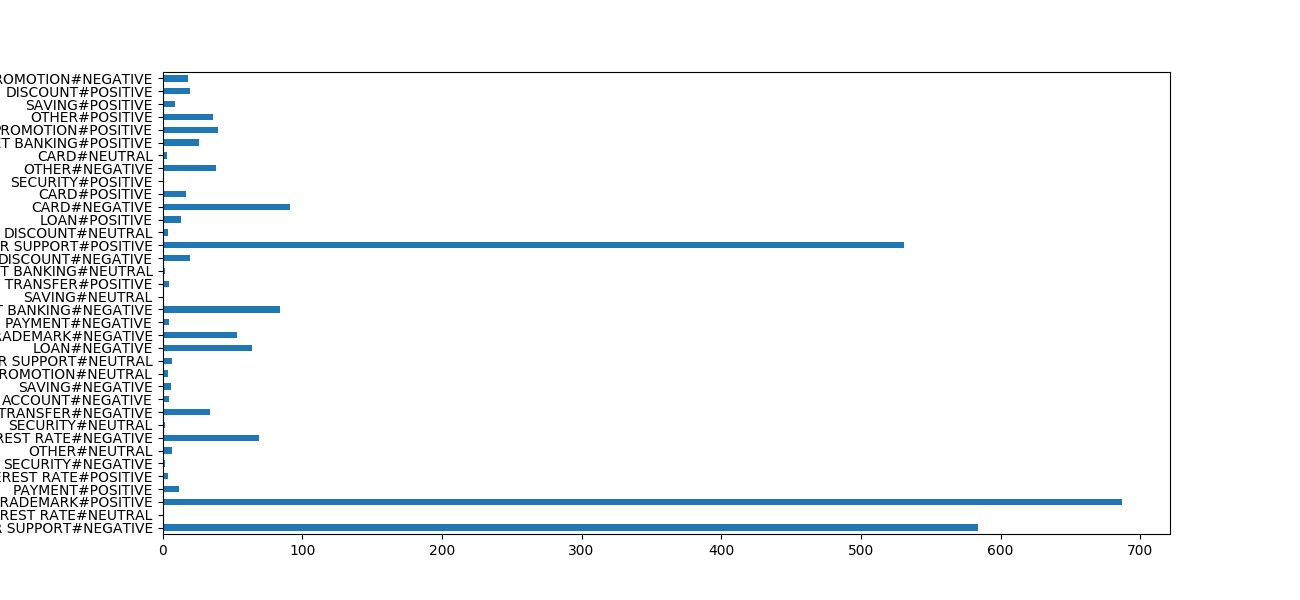 ROMOTION#NEGATIVE
DISCOUNT#POSITIVE
SAVING#POSITIVE
OTHER#POSITIVE
PROMOTION#POSITIVE
ET BANKING#POSITIVE
CARD#NEUTRAL
OTHER#NEGATIVE
SECURITY#POSITIVE
CARD#POSITIVE
CARD#NEGATIVE
LOAN#POSITIVE
DISCOUNT#NEUTRAL
R SUPPORT#POSITIVE
DISCOUNT#NEGATIVE
ET BANKING#NEUTRAL
TRANSFER#POSITIVE
SAVING#NEUTRAL
T BANKING#NEGATIVE
PAYMENT#NEGATIVE
RADEMARK#NEGATIVE
LOAN#NEGATIVE
R SUPPORT#NEUTRAL
ROMOTION#NEUTRAL
SAVING#NEGATIVE
ACCOUNT#NEGATIVE
TRANSFER#NEGATIVE
SECURITY#NEUTRAL
REST RATE#NEGATIVE
OTHER#NEUTRAL
SECURITY#NEGATIVE
EREST RATE#POSITIVE
PAYMENT#POSITIVE
RADEMARK#POSITIVE
EREST RATE#NEUTRAL
R SUPPORT#NEGATIVE
0 100 200 300 400 500 600 700